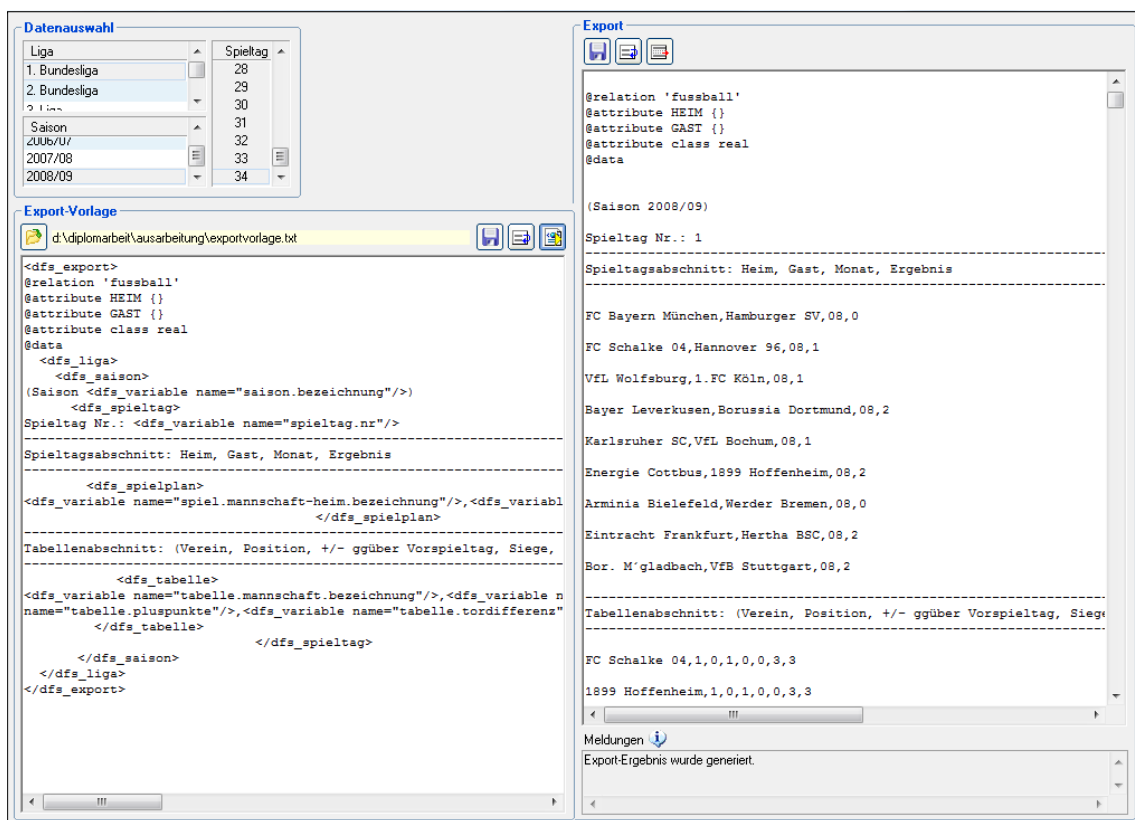 Datenauswahl
Liga
1. Bundesliga
2. Bundesliga
3. Liga
Saison
2006/07
2007/08
2008/09
Spieltag
28
29
30
31
32
33
34
Export-Vorlage
d:\diplomarbeit\ausarbeitung\exportvorlage.txt
<dfs_export>
@relation 'fussball'
@attribute HEIM {}
@attribute GAST {}
@attribute class real
@data
<dfs_liga>
<dfs_saison>
(Saison <dfs_variable name="saison.bezeichnung"/>)
<dfs_spieltag>
Spieltag Nr.: <dfs_variable name="spieltag.nr"/>
--------------------------------------------------------------------
Spieltagsabschnitt: Heim, Gast, Monat, Ergebnis
--------------------------------------------------------------------
<dfs_spielplan>
<dfs_variable name="spiel.mannschaft-heim.bezeichnung"/>,<dfs_variabl
</dfs_spielplan>
--------------------------------------------------------------------
Tabellenabschnitt: (Verein, Position, +/- ggüber Vorspieltag, Siege,
--------------------------------------------------------------------
<dfs_tabelle>
<dfs_variable name="tabelle.mannschaft.bezeichnung"/>,<dfs_variable n
name="tabelle.pluspunkte"/>,<dfs_variable name="tabelle.tordifferenz"
</dfs_tabelle>
</dfs_spieltag>
</dfs_saison>
</dfs_liga>
</dfs_export>
Export
@relation 'fussball'
@attribute HEIM {}
@attribute GAST {}
@attribute class real
@data
(Saison 2008/09)
Spieltag Nr.: 1
--------------------------------------------------------------------
Spieltagsabschnitt: Heim, Gast, Monat, Ergebnis
--------------------------------------------------------------------
FC Bayern München,Hamburger SV,08,0
FC Schalke 04,Hannover 96,08,1
VfL Wolfsburg,1.FC Köln,08,1
Bayer Leverkusen,Borussia Dortmund,08,2
Karlsruher SC,VfL Bochum,08,1
Energie Cottbus,1899 Hoffenheim,08,2
Arminia Bielefeld,Werder Bremen,08,0
Eintracht Frankfurt,Hertha BSC,08,2
Bor. M´gladbach,VfB Stuttgart,08,2
--------------------------------------------------------------------
Tabellenabschnitt: (Verein, Position, +/- ggüber Vorspieltag, Siege
--------------------------------------------------------------------
FC Schalke 04,1,0,1,0,0,3,3
1899 Hoffenheim,1,0,1,0,0,3,3
Meldungen
Export-Ergebnis wurde generiert.